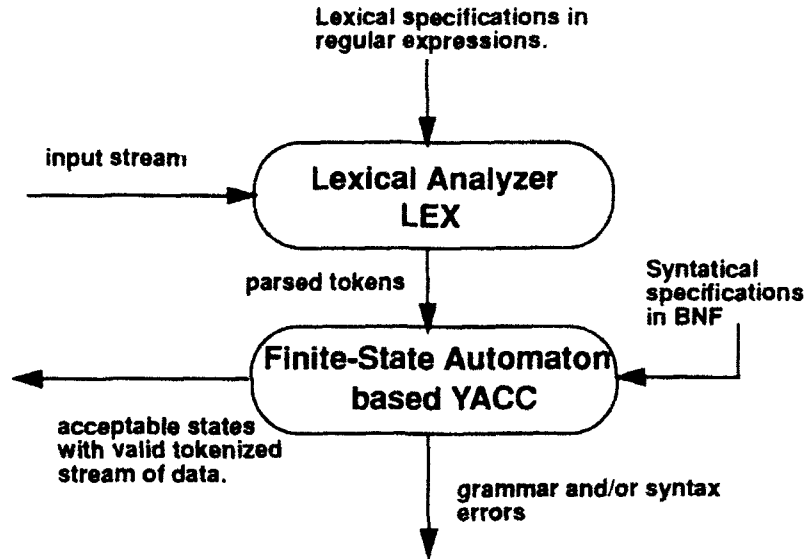 Lexical specifications in
regular expressions.
input stream
Lexical Analyzer
LEX
parsed tokens
Syntatical
specifications
in BNF
Finite-State Automaton
based YACC
acceptable states
with valid tokenized
stream of data.
grammar and/or syntax
errors